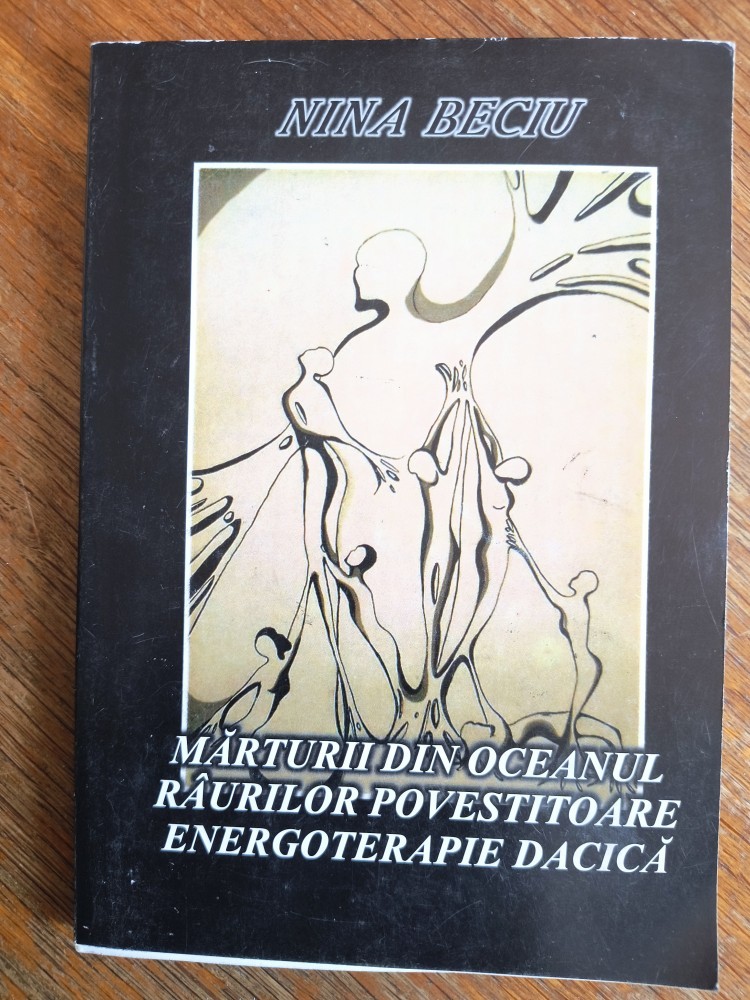 NINA BECIU
MĂRTURII DIN OCEANUL
RÂURILOR POVESTITOARE
ENERGOTERAPIE DACICĂ